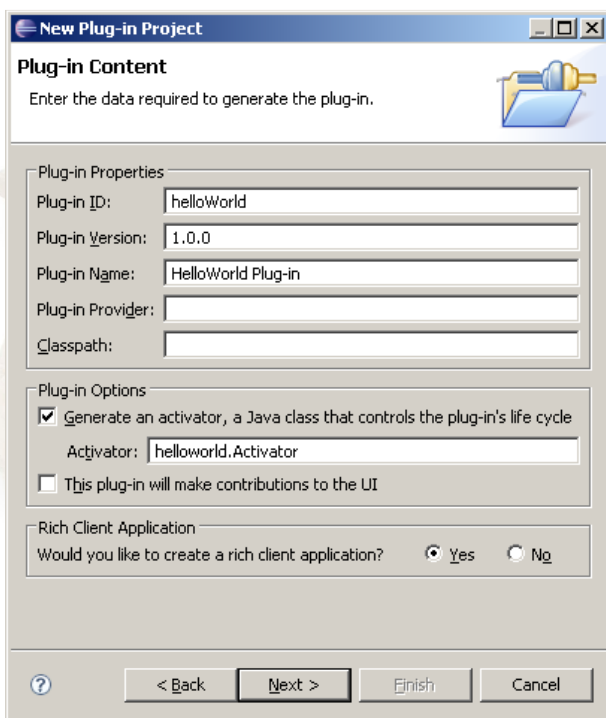 New Plug-in Project
Plug-in Content
Enter the data required to generate the plug-in.
Plug-in Properties
Plug-in ID: helloWorld
Plug-in Version: 1.0.0
Plug-in Name: HelloWorld Plug-in
Plug-in Provider:
Classpath:
Plug-in Options
Generate an activator, a Java class that controls the plug-in's life cycle
Activator: helloworld.Activator
This plug-in will make contributions to the UI
Rich Client Application
Would you like to create a rich client application? Yes No
? < Back Next > Finish Cancel